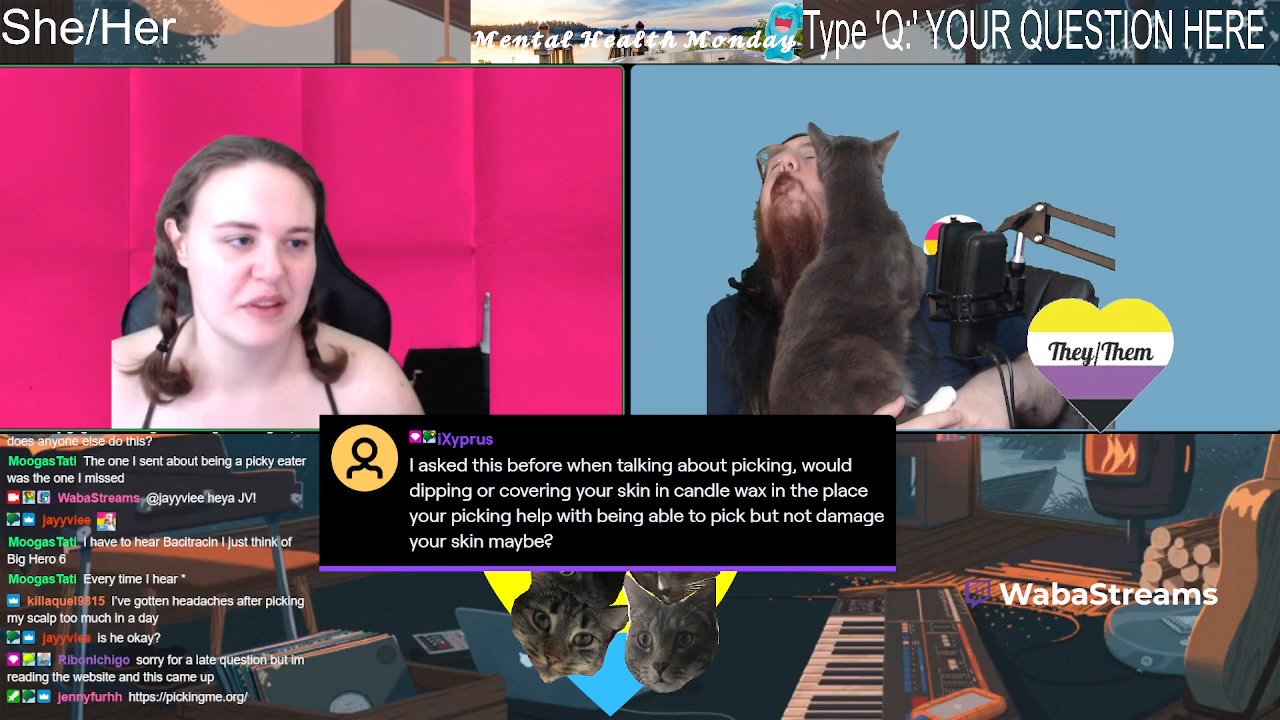 She/Her
Mental Health Monday
Type 'Q:' YOUR QUESTION HERE
They/Them
does anyone else do this?
MoogasTati The one I sent about being a picky eater
was the one I missed
WabaStreams @jayyvlee heya JV!
jayyvlee
MoogasTati I have to hear Bacitracin I just think of
Big Hero 6
MoogasTati Every time I hear *
killaquel9815 I've gotten headaches after picking
my scalp too much in a day
jayyvlee is he okay?
RibonIchigo sorry for a late question but im
reading the website and this came up
jennyfurhh https://pickingme.org/
iXyprus
I asked this before when talking about picking, would
dipping or covering your skin in candle wax in the place
your picking help with being able to pick but not damage
your skin maybe?
WabaStreams